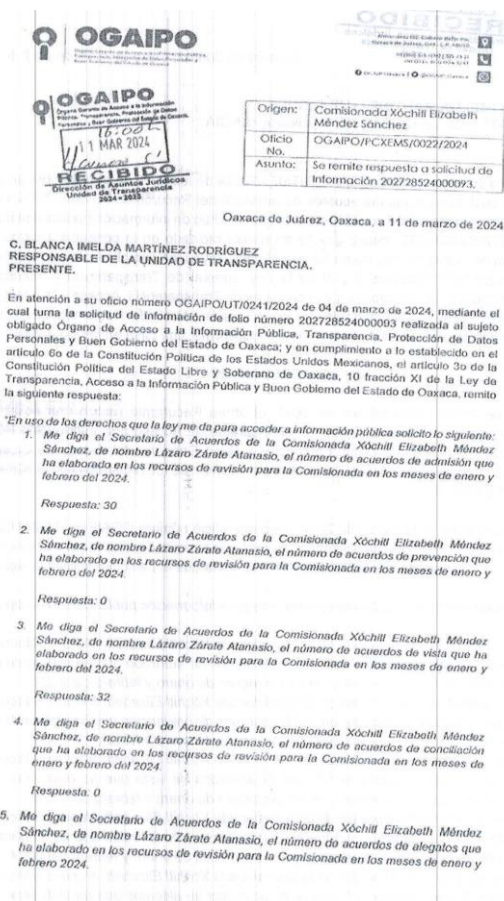 OGAIPO
RECIBIDO
OGAIPO
16:00
11 MAR 2024
RECIBIDO
Dirección de Asuntos Jurídicos
Unidad de Transparencia
2024 - 2025
Origen: Comisionada Xóchitl Elizabeth Méndez Sánchez
Oficio No. OGAIPO/PCXEMS/0022/2024
Asunto: Se remite respuesta a solicitud de Información 202728524000093.
Oaxaca de Juárez, Oaxaca, a 11 de marzo de 2024
C. BLANCA IMELDA MARTÍNEZ RODRÍGUEZ
RESPONSABLE DE LA UNIDAD DE TRANSPARENCIA.
PRESENTE.
En atención a su oficio número OGAIPO/UT/0241/2024 de 04 de marzo de 2024, mediante el
cual turna la solicitud de información de folio número 202728524000093 realizada al sujeto
obligado Órgano de Acceso a la Información Pública, Transparencia, Protección de Datos
Personales y Buen Gobierno del Estado de Oaxaca; y en cumplimiento a lo establecido en el
artículo 6o de la Constitución Política de los Estados Unidos Mexicanos, el artículo 3o de la
Constitución Política del Estado Libre y Soberano de Oaxaca, 10 fracción XI de la Ley de
Transparencia, Acceso a la Información Pública y Buen Gobierno del Estado de Oaxaca, remito
la siguiente respuesta:
"En uso de los derechos que la ley me da para acceder a información pública solicito lo siguiente:
1. Me diga el Secretario de Acuerdos de la Comisionada Xóchitl Elizabeth Méndez
Sánchez, de nombre Lázaro Zárate Atanasio, el número de acuerdos de admisión que
ha elaborado en los recursos de revisión para la Comisionada en los meses de enero y
febrero del 2024.
Respuesta: 30
2. Me diga el Secretario de Acuerdos de la Comisionada Xóchitl Elizabeth Méndez
Sánchez, de nombre Lázaro Zárate Atanasio, el número de acuerdos de prevención que
ha elaborado en los recursos de revisión para la Comisionada en los meses de enero y
febrero del 2024.
Respuesta: 0
3. Me diga el Secretario de Acuerdos de la Comisionada Xóchitl Elizabeth Méndez
Sánchez, de nombre Lázaro Zárate Atanasio, el número de acuerdos de vista que ha
elaborado en los recursos de revisión para la Comisionada en los meses de enero y
febrero del 2024.
Respuesta: 32
4. Me diga el Secretario de Acuerdos de la Comisionada Xóchitl Elizabeth Méndez
Sánchez, de nombre Lázaro Zárate Atanasio, el número de acuerdos de conciliación
que ha elaborado en los recursos de revisión para la Comisionada en los meses de
enero y febrero del 2024.
Respuesta: 0
5. Me diga el Secretario de Acuerdos de la Comisionada Xóchitl Elizabeth Méndez
Sánchez, de nombre Lázaro Zárate Atanasio, el número de acuerdos de alegatos que
ha elaborado en los recursos de revisión para la Comisionada en los meses de enero y
febrero 2024.